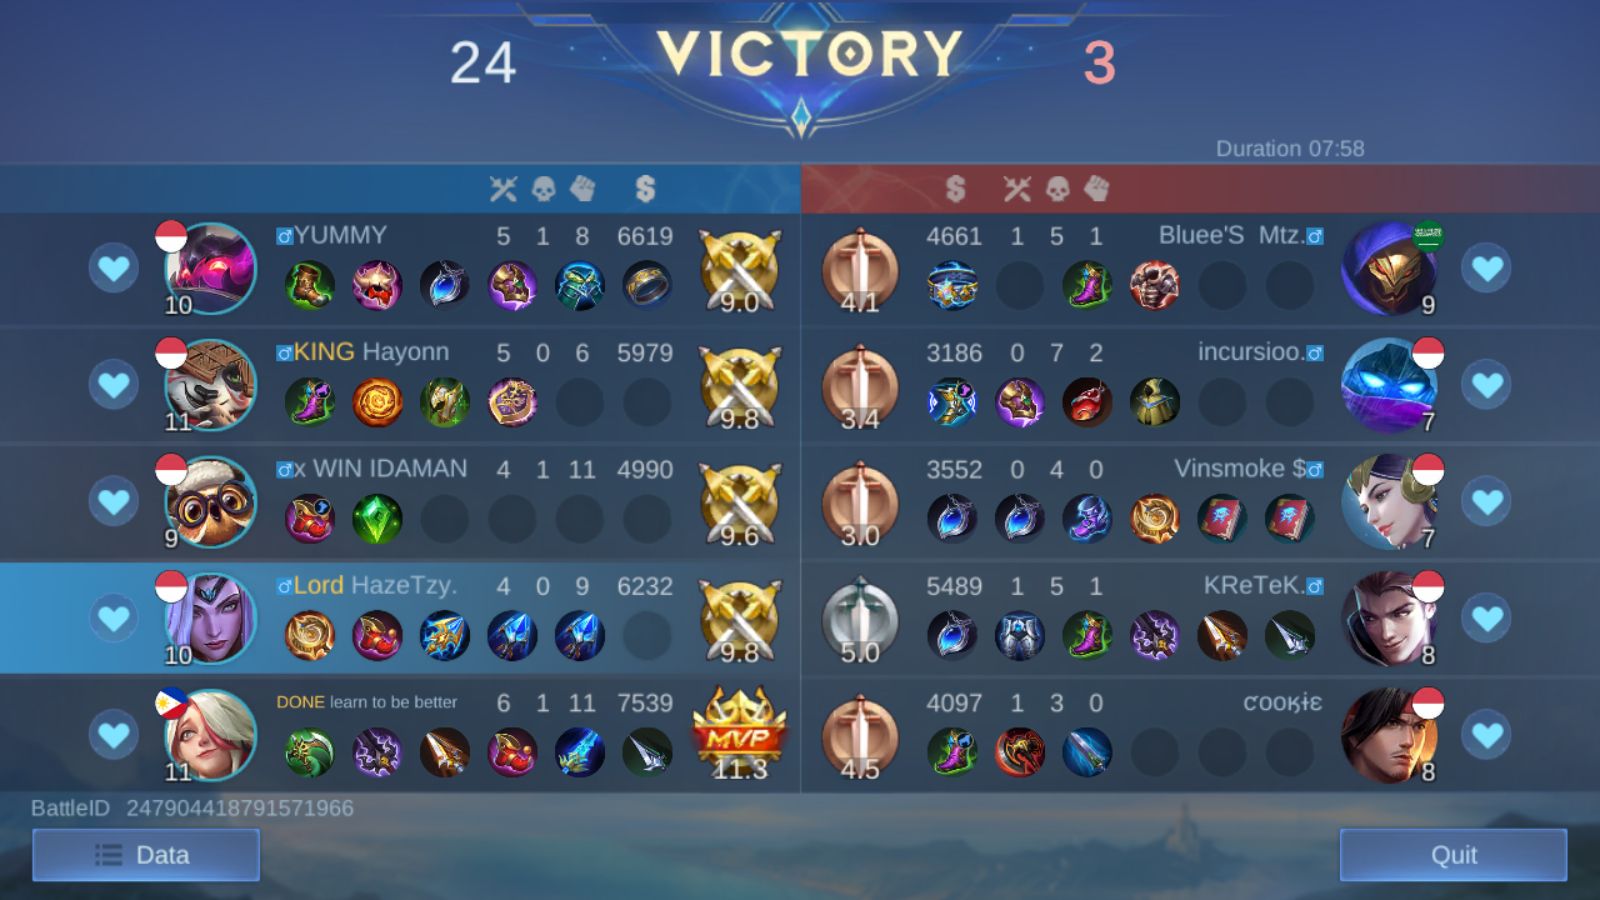 24 VICTORY 3
Duration 07:58
YUMMY 5 1 8 6619 9.0
10
4.1 4661 1 5 1 Bluee'S Mtz.
9
KING Hayonn 5 0 6 5979 9.8
11
3.4 3186 0 7 2 incursioo.
7
x WIN IDAMAN 4 1 11 4990 9.6
9
3.0 3552 0 4 0 Vinsmoke $
7
Lord HazeTzy. 4 0 9 6232 9.8
10
5.0 5489 1 5 1 KReTeK.
8
DONE learn to be better 6 1 11 7539 MVP 11.3
11
4.5 4097 1 3 0 ƈooӄɨɛ
8
BattleID 247904418791571966
Data
Quit